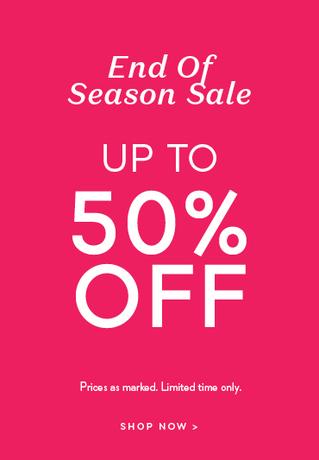 End Of
Season Sale
UP TO
50%
OFF
Prices as marked. Limited time only.
SHOP NOW >